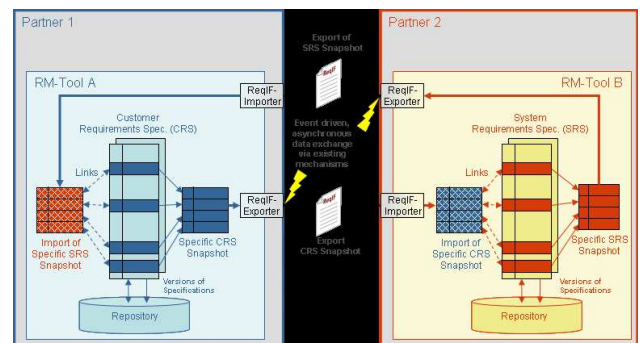 Partner 1
RM-Tool A
Customer
Requirements Spec. (CRS)
Links
Import of
Specific SRS
Snapshot
Specific CRS
Snapshot
Versions of
Specifications
Repository
ReqIF-
Importer
ReqIF-
Exporter
Export of
SRS Snapshot
ReqIF
Event driven,
asynchronous
data exchange
via existing
mechanisms
ReqIF
Export
CRS Snapshot
Partner 2
RM-Tool B
ReqIF-
Exporter
ReqIF-
Importer
System
Requirements Spec. (SRS)
Links
Import of
Specific CRS
Snapshot
Specific SRS
Snapshot
Versions of
Specifications
Repository